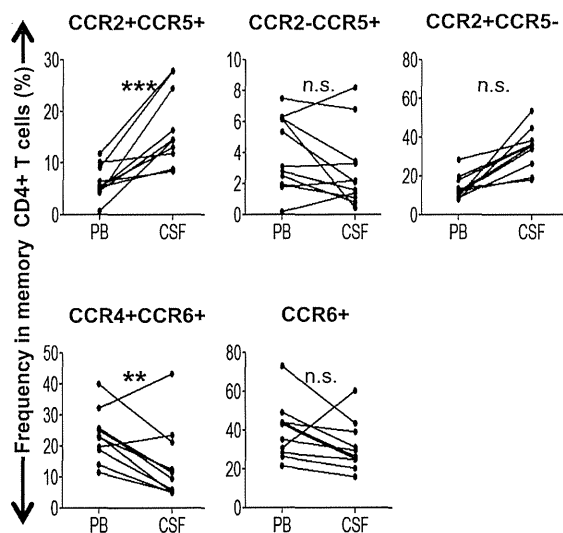 CCR2+CCR5+
CCR2-CCR5+
CCR2+CCR5-
Frequency in memory CD4+ T cells (%)
30
20
10
0
***
PB
CSF
10
8
6
4
2
0
n.s.
PB
CSF
80
60
40
20
0
n.s.
PB
CSF
CCR4+CCR6+
CCR6+
50
40
30
20
10
0
**
PB
CSF
80
60
40
20
0
n.s.
PB
CSF